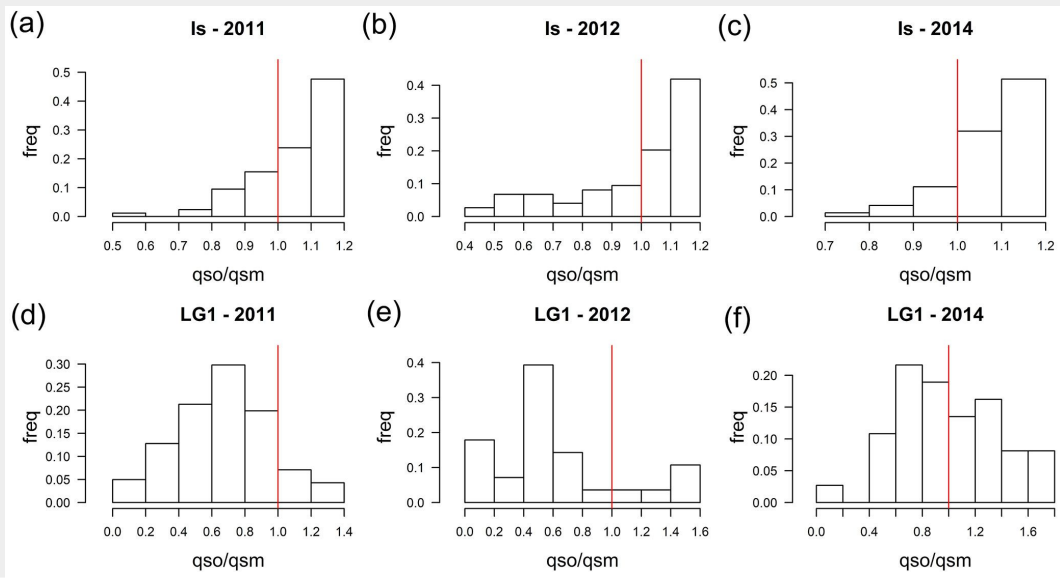 (a) Is - 2011
freq
0.5
0.4
0.3
0.2
0.1
0.0
0.5 0.6 0.7 0.8 0.9 1.0 1.1 1.2
qso/qsm
(b) Is - 2012
freq
0.4
0.3
0.2
0.1
0.0
0.4 0.5 0.6 0.7 0.8 0.9 1.0 1.1 1.2
qso/qsm
(c) Is - 2014
freq
0.5
0.4
0.3
0.2
0.1
0.0
0.7 0.8 0.9 1.0 1.1 1.2
qso/qsm
(d) LG1 - 2011
freq
0.30
0.25
0.20
0.15
0.10
0.05
0.00
0.0 0.2 0.4 0.6 0.8 1.0 1.2 1.4
qso/qsm
(e) LG1 - 2012
freq
0.4
0.3
0.2
0.1
0.0
0.0 0.2 0.4 0.6 0.8 1.0 1.2 1.4 1.6
qso/qsm
(f) LG1 - 2014
freq
0.20
0.15
0.10
0.05
0.00
0.0 0.4 0.8 1.2 1.6
qso/qsm